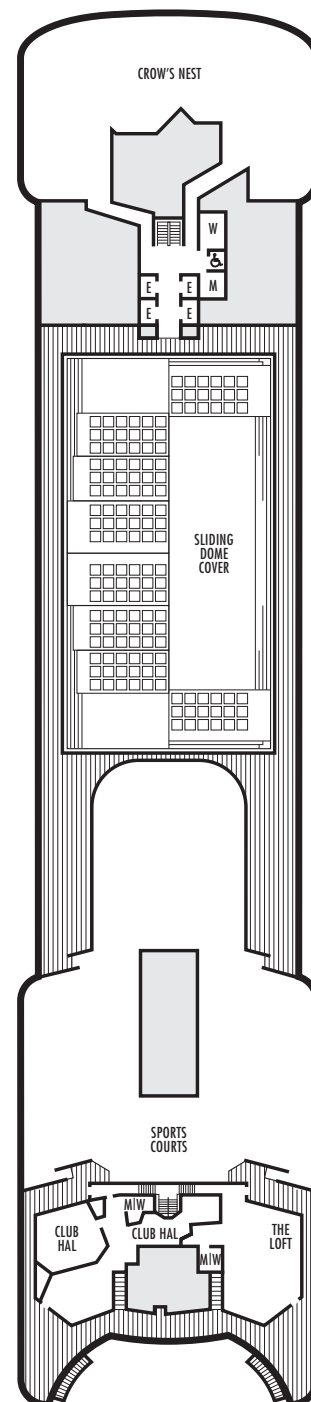 CROW'S NEST
W
M
E
E
E
E
SLIDING
DOME
COVER
SPORTS
COURTS
M|W
CLUB
HAL
CLUB HAL
THE
LOFT
M|W